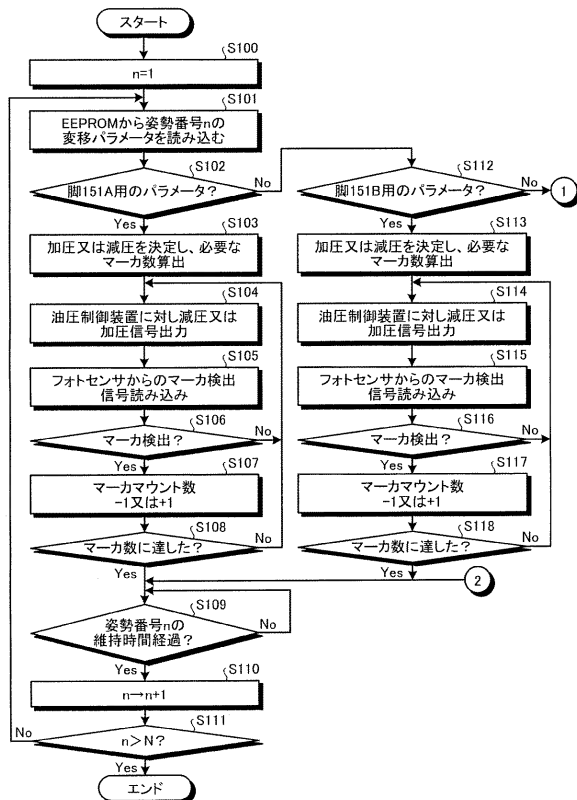 スタート
S100
n=1
S101
EEPROMから姿勢番号nの
変移パラメータを読み込む
S102
脚151A用のパラメータ?
No
Yes
S103
加圧又は減圧を決定し、必要な
マーカ数算出
S104
油圧制御装置に対し減圧又は
加圧信号出力
S105
フォトセンサからのマーカ検出
信号読み込み
S106
マーカ検出?
No
Yes
S107
マーカマウント数
-1又は+1
S108
マーカ数に達した?
No
Yes
S109
姿勢番号nの
維持時間経過?
No
Yes
S110
n→n+1
S111
n>N?
No
Yes
エンド
S112
脚151B用のパラメータ?
No
1
Yes
S113
加圧又は減圧を決定し、必要な
マーカ数算出
S114
油圧制御装置に対し減圧又は
加圧信号出力
S115
フォトセンサからのマーカ検出
信号読み込み
S116
マーカ検出?
No
Yes
S117
マーカマウント数
-1又は+1
S118
マーカ数に達した?
No
Yes
2